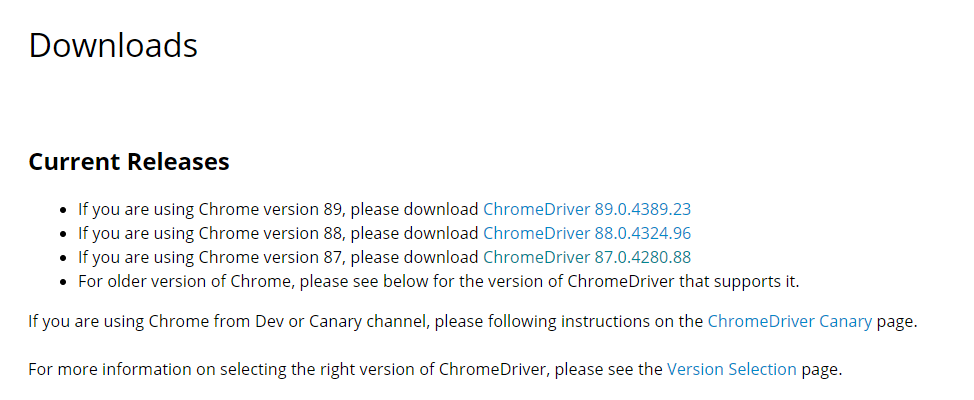 Downloads
Current Releases
• If you are using Chrome version 89, please download ChromeDriver 89.0.4389.23
• If you are using Chrome version 88, please download ChromeDriver 88.0.4324.96
• If you are using Chrome version 87, please download ChromeDriver 87.0.4280.88
• For older version of Chrome, please see below for the version of ChromeDriver that supports it.
If you are using Chrome from Dev or Canary channel, please following instructions on the ChromeDriver Canary page.
For more information on selecting the right version of ChromeDriver, please see the Version Selection page.